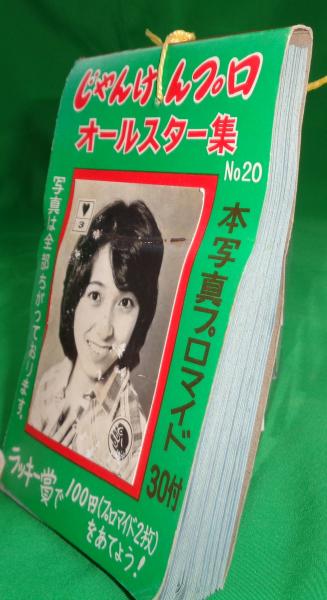 じゃんけんプロ
オールスター集
No20
本写真プロマイド
30付
写真は全部ちがっております。
♥
3
ラッキー賞で100円(プロマイド2枚)
をあてよう!